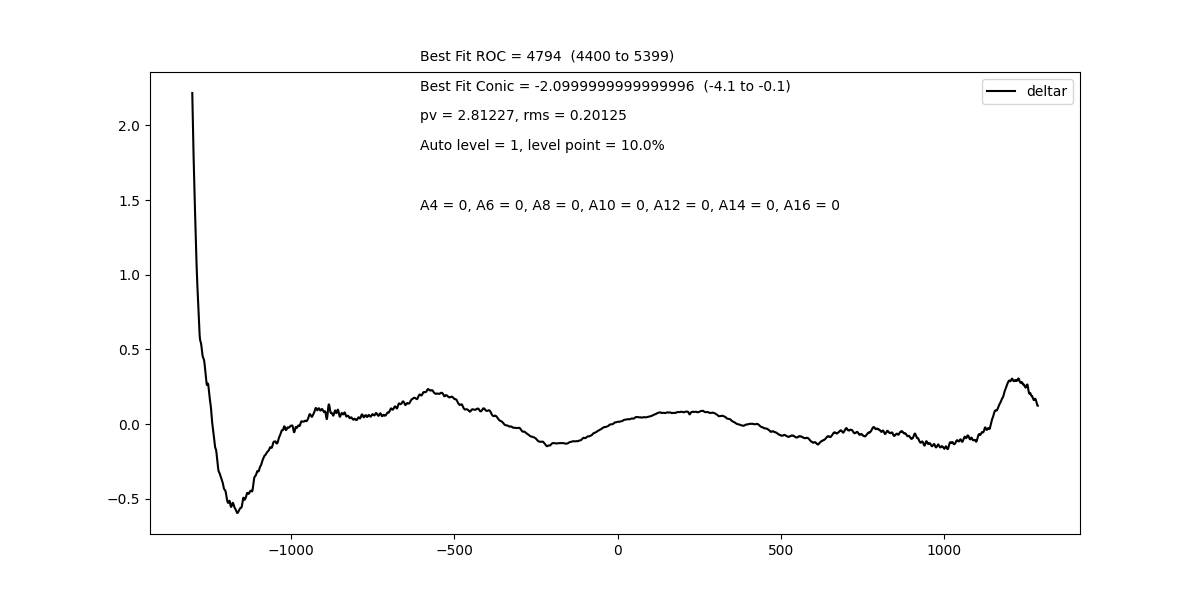 Best Fit ROC = 4794  (4400 to 5399)
Best Fit Conic = -2.0999999999999996  (-4.1 to -0.1)
deltar
pv = 2.81227, rms = 0.20125
Auto level = 1, level point = 10.0%
A4 = 0, A6 = 0, A8 = 0, A10 = 0, A12 = 0, A14 = 0, A16 = 0
2.0
1.5
1.0
0.5
0.0
−0.5
−1000 −500 0 500 1000